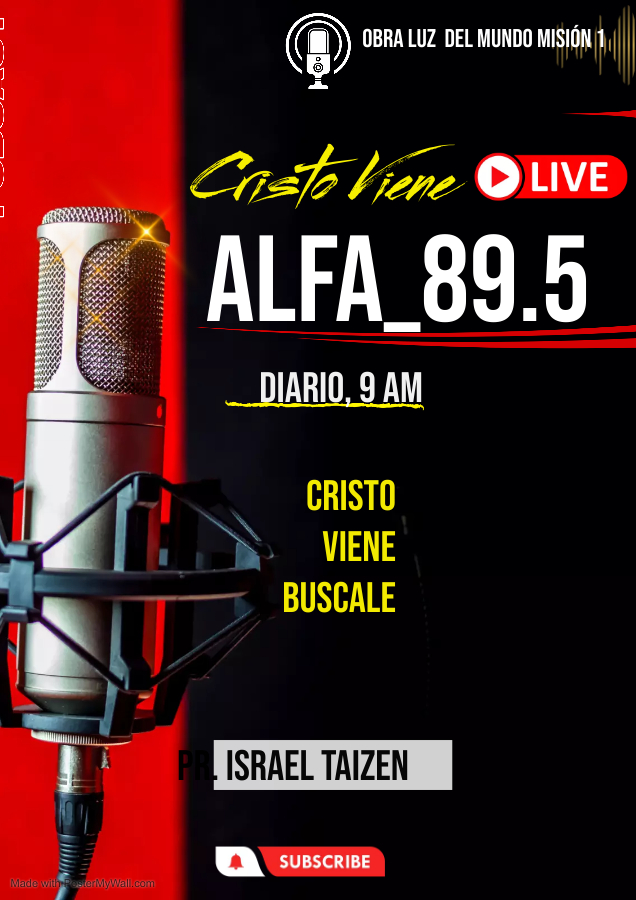 OBRA LUZ DEL MUNDO MISIÓN 1
Cristo Viene
LIVE
ALFA_89.5
DIARIO, 9 AM
CRISTO
VIENE
BUSCALE
PR. ISRAEL TAIZEN
SUBSCRIBE
Made with PosterMyWall.com